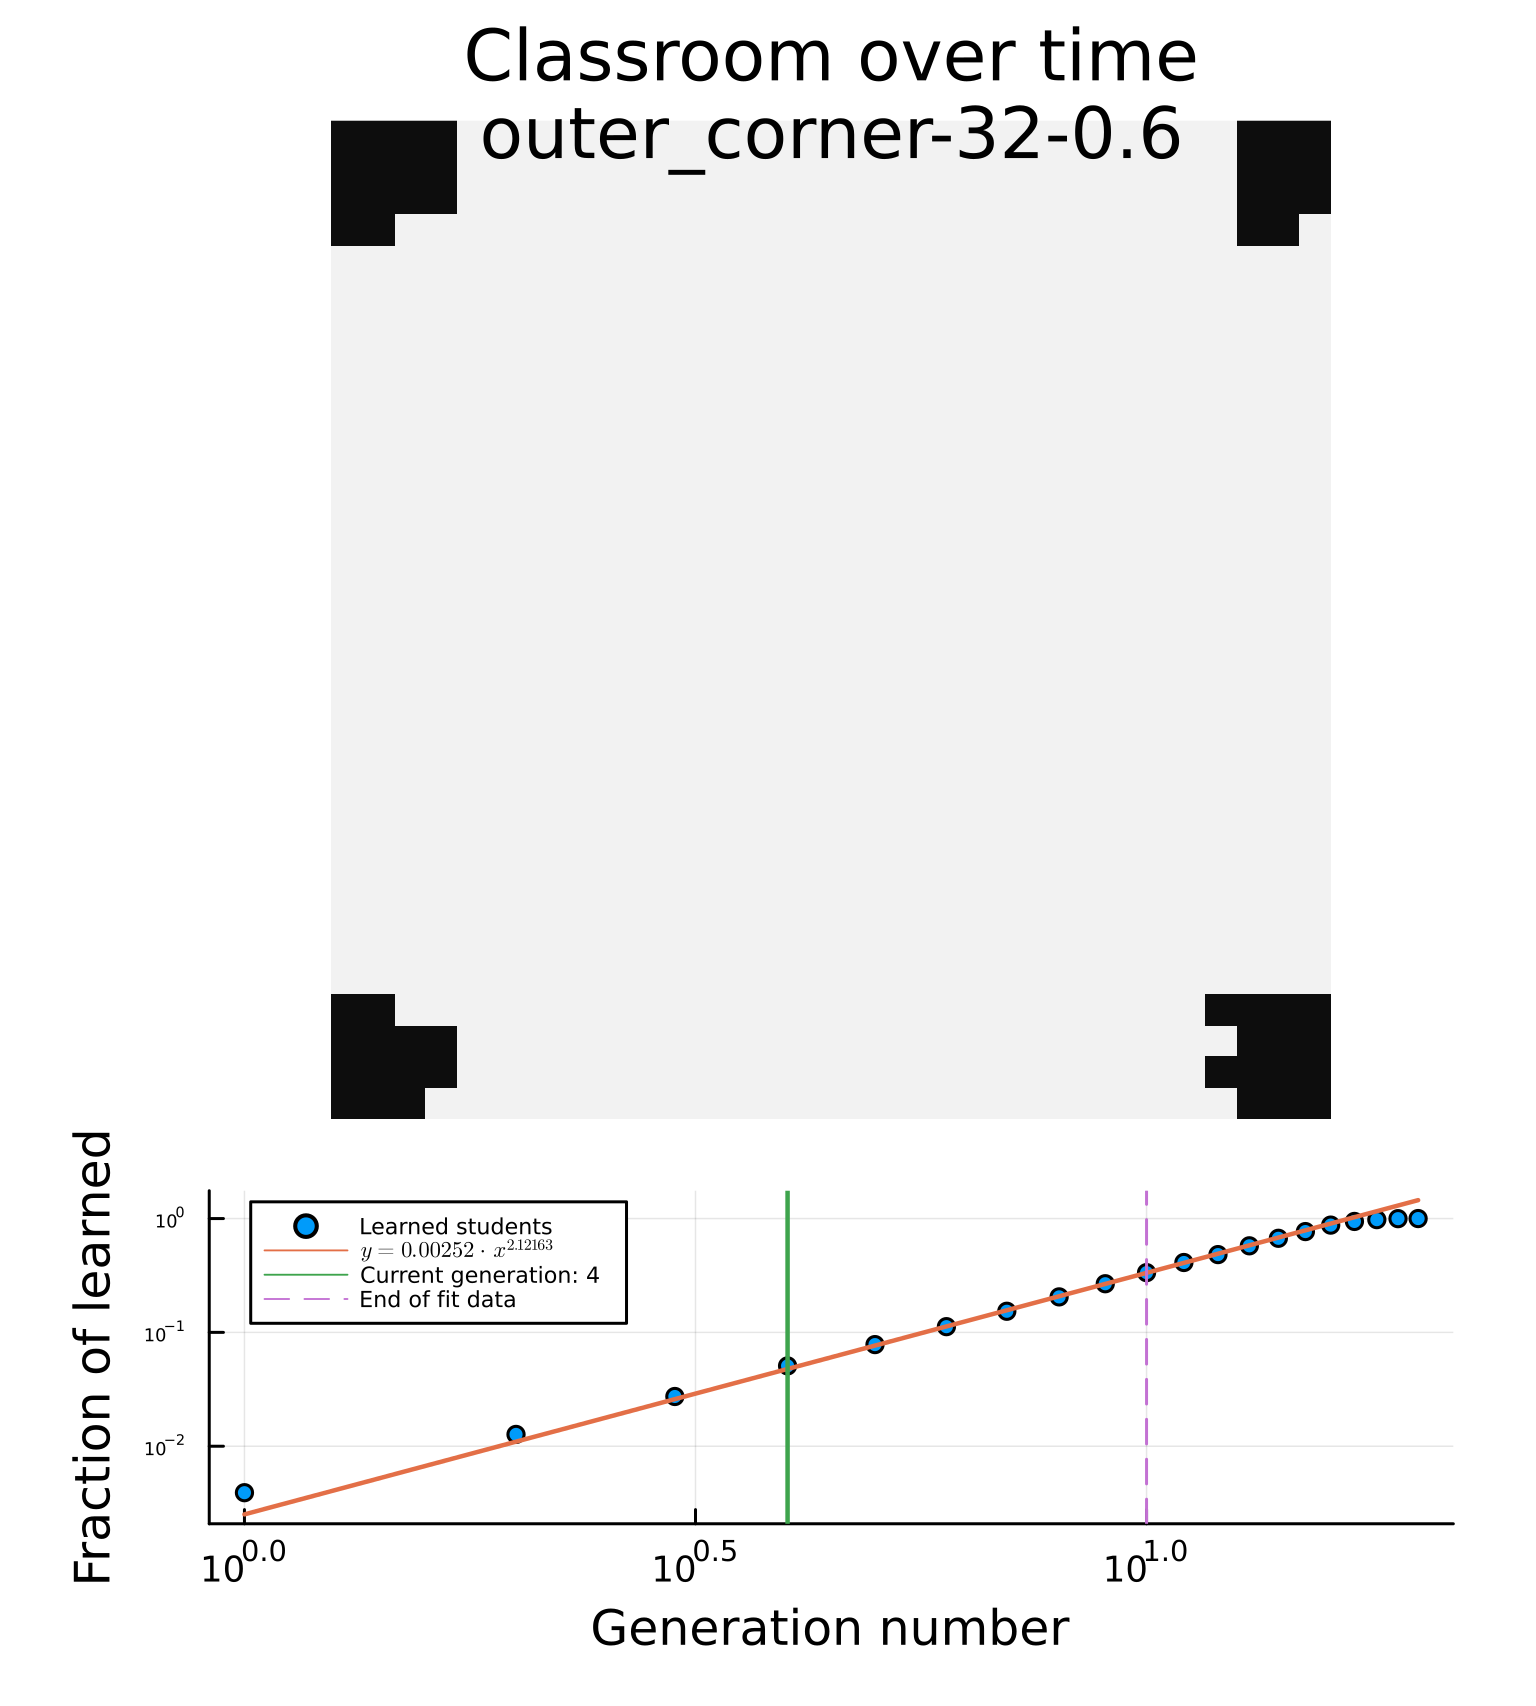 Classroom over time
outer_corner-32-0.6
Fraction of learned
10^0
10^-1
10^-2
Learned students
y = 0.00252 · x^2.12163
Current generation: 4
End of fit data
10^0.0
10^0.5
10^1.0
Generation number